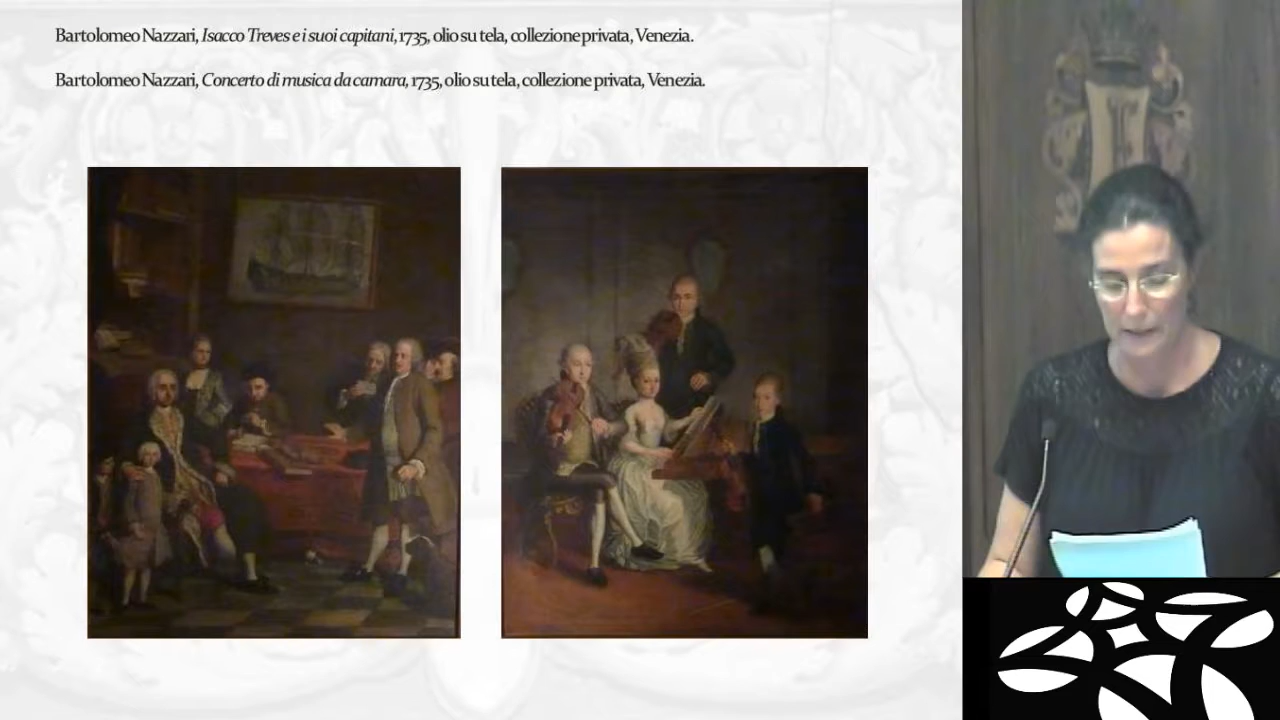 Bartolomeo Nazzari, Isacco Treves e i suoi capitani, 1735, olio su tela, collezione privata, Venezia.
Bartolomeo Nazzari, Concerto di musica da camara, 1735, olio su tela, collezione privata, Venezia.